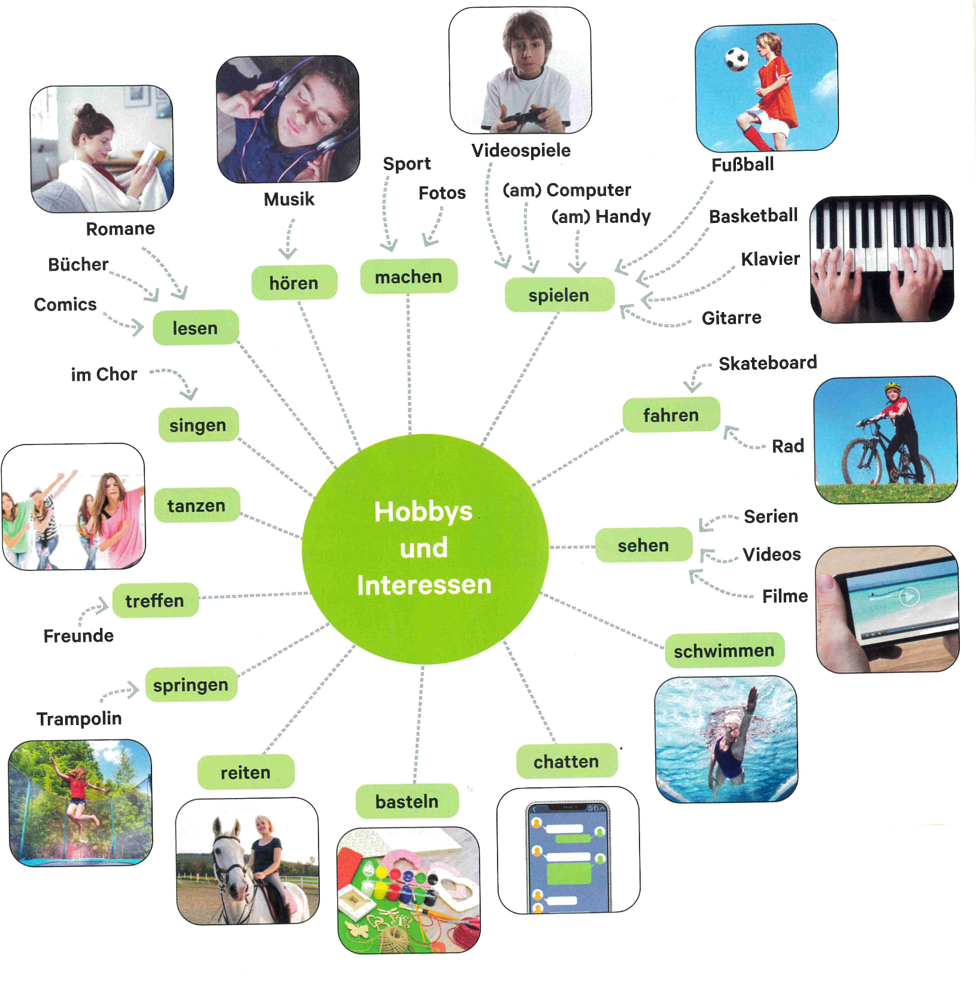 Videospiele
Fußball
Sport
Fotos
(am) Computer
(am) Handy
Musik
Basketball
Romane
Klavier
Bücher
hören
machen
spielen
Comics
Gitarre
lesen
Skateboard
im Chor
fahren
singen
Rad
tanzen
Hobbys
und
Interessen
Serien
sehen
Videos
Filme
treffen
Freunde
schwimmen
springen
Trampolin
chatten
reiten
basteln